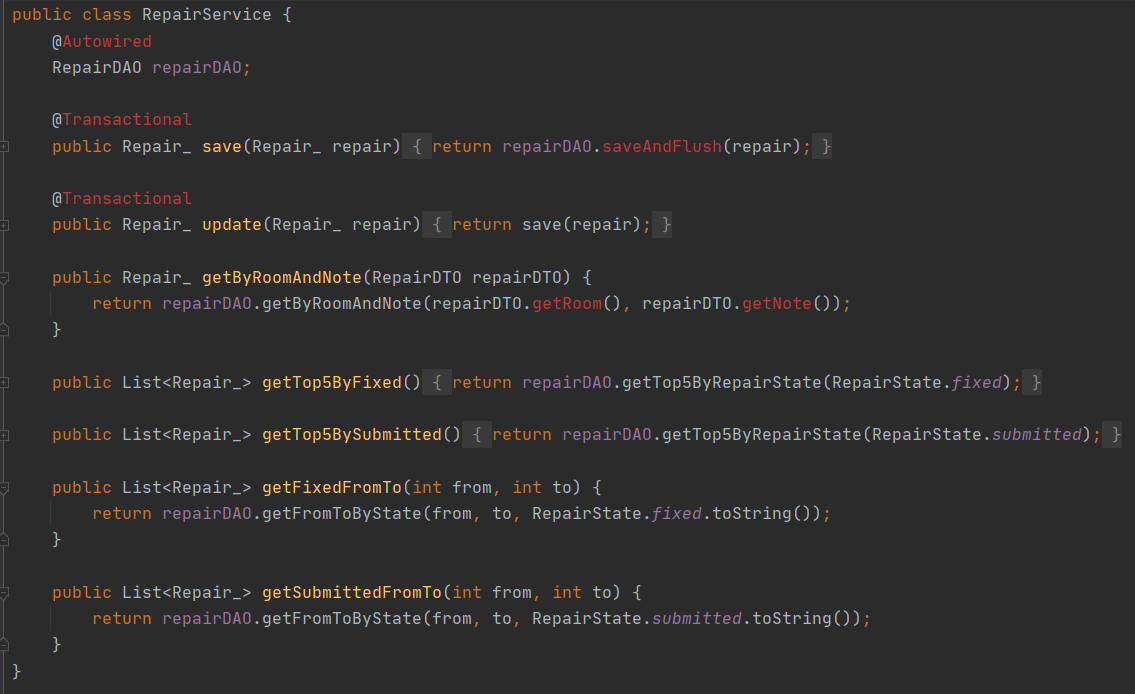 public class RepairService {
    @Autowired
    RepairDAO repairDAO;

    @Transactional
    public Repair_ save(Repair_ repair) { return repairDAO.saveAndFlush(repair); }

    @Transactional
    public Repair_ update(Repair_ repair) { return save(repair); }

    public Repair_ getByRoomAndNote(RepairDTO repairDTO) {
        return repairDAO.getByRoomAndNote(repairDTO.getRoom(), repairDTO.getNote());
    }

    public List<Repair_> getTop5ByFixed() { return repairDAO.getTop5ByRepairState(RepairState.fixed); }

    public List<Repair_> getTop5BySubmitted() { return repairDAO.getTop5ByRepairState(RepairState.submitted); }

    public List<Repair_> getFixedFromTo(int from, int to) {
        return repairDAO.getFromToByState(from, to, RepairState.fixed.toString());
    }

    public List<Repair_> getSubmittedFromTo(int from, int to) {
        return repairDAO.getFromToByState(from, to, RepairState.submitted.toString());
    }
}